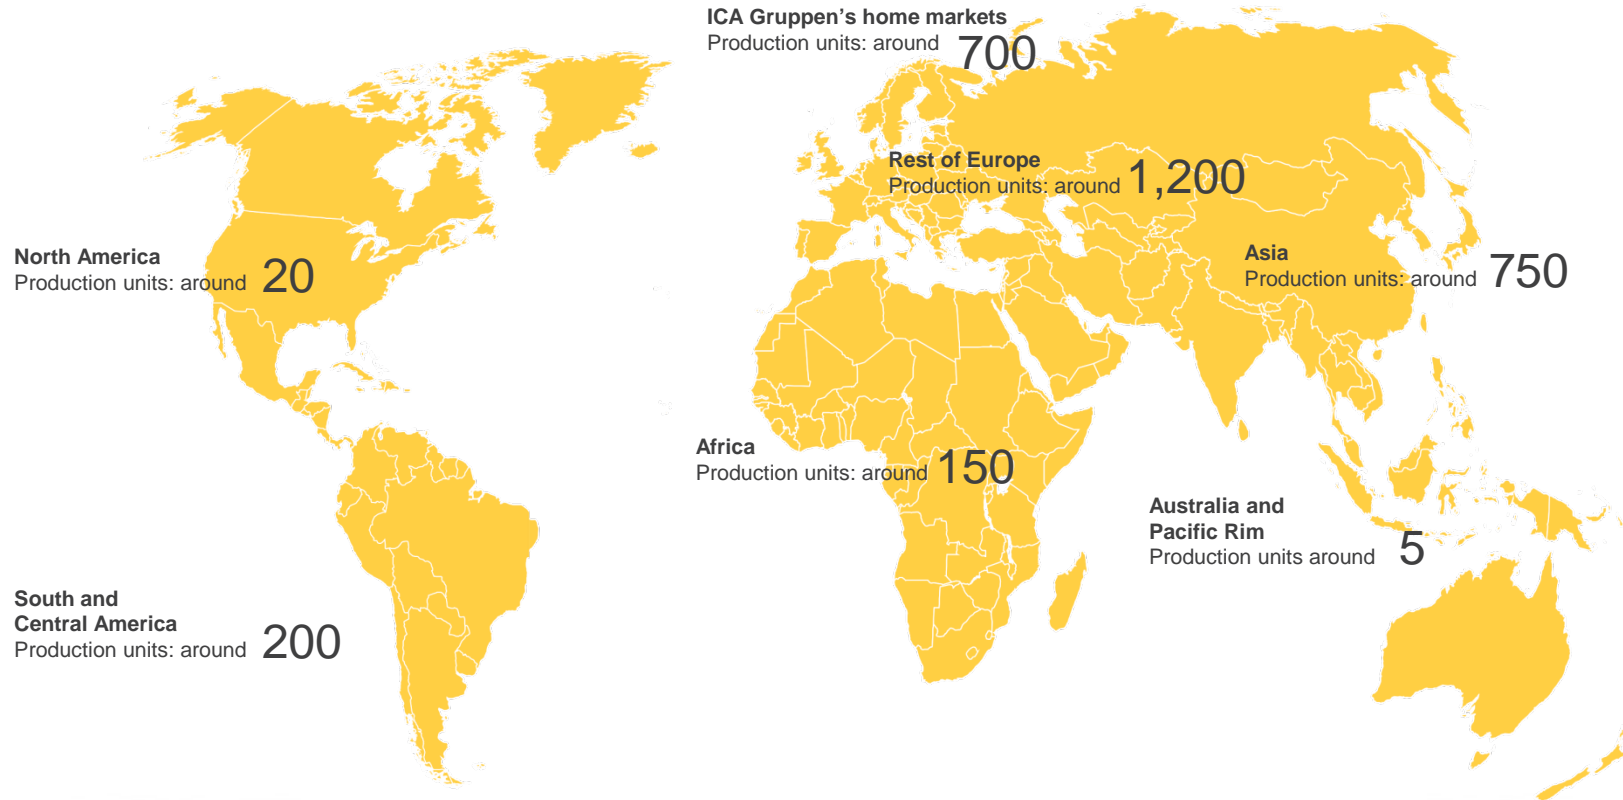 ICA Gruppen's home markets
Production units: around 700
Rest of Europe
Production units: around 1,200
North America
Production units: around 20
Asia
Production units: around 750
Africa
Production units: around 150
Australia and
Pacific Rim
Production units around 5
South and
Central America
Production units: around 200